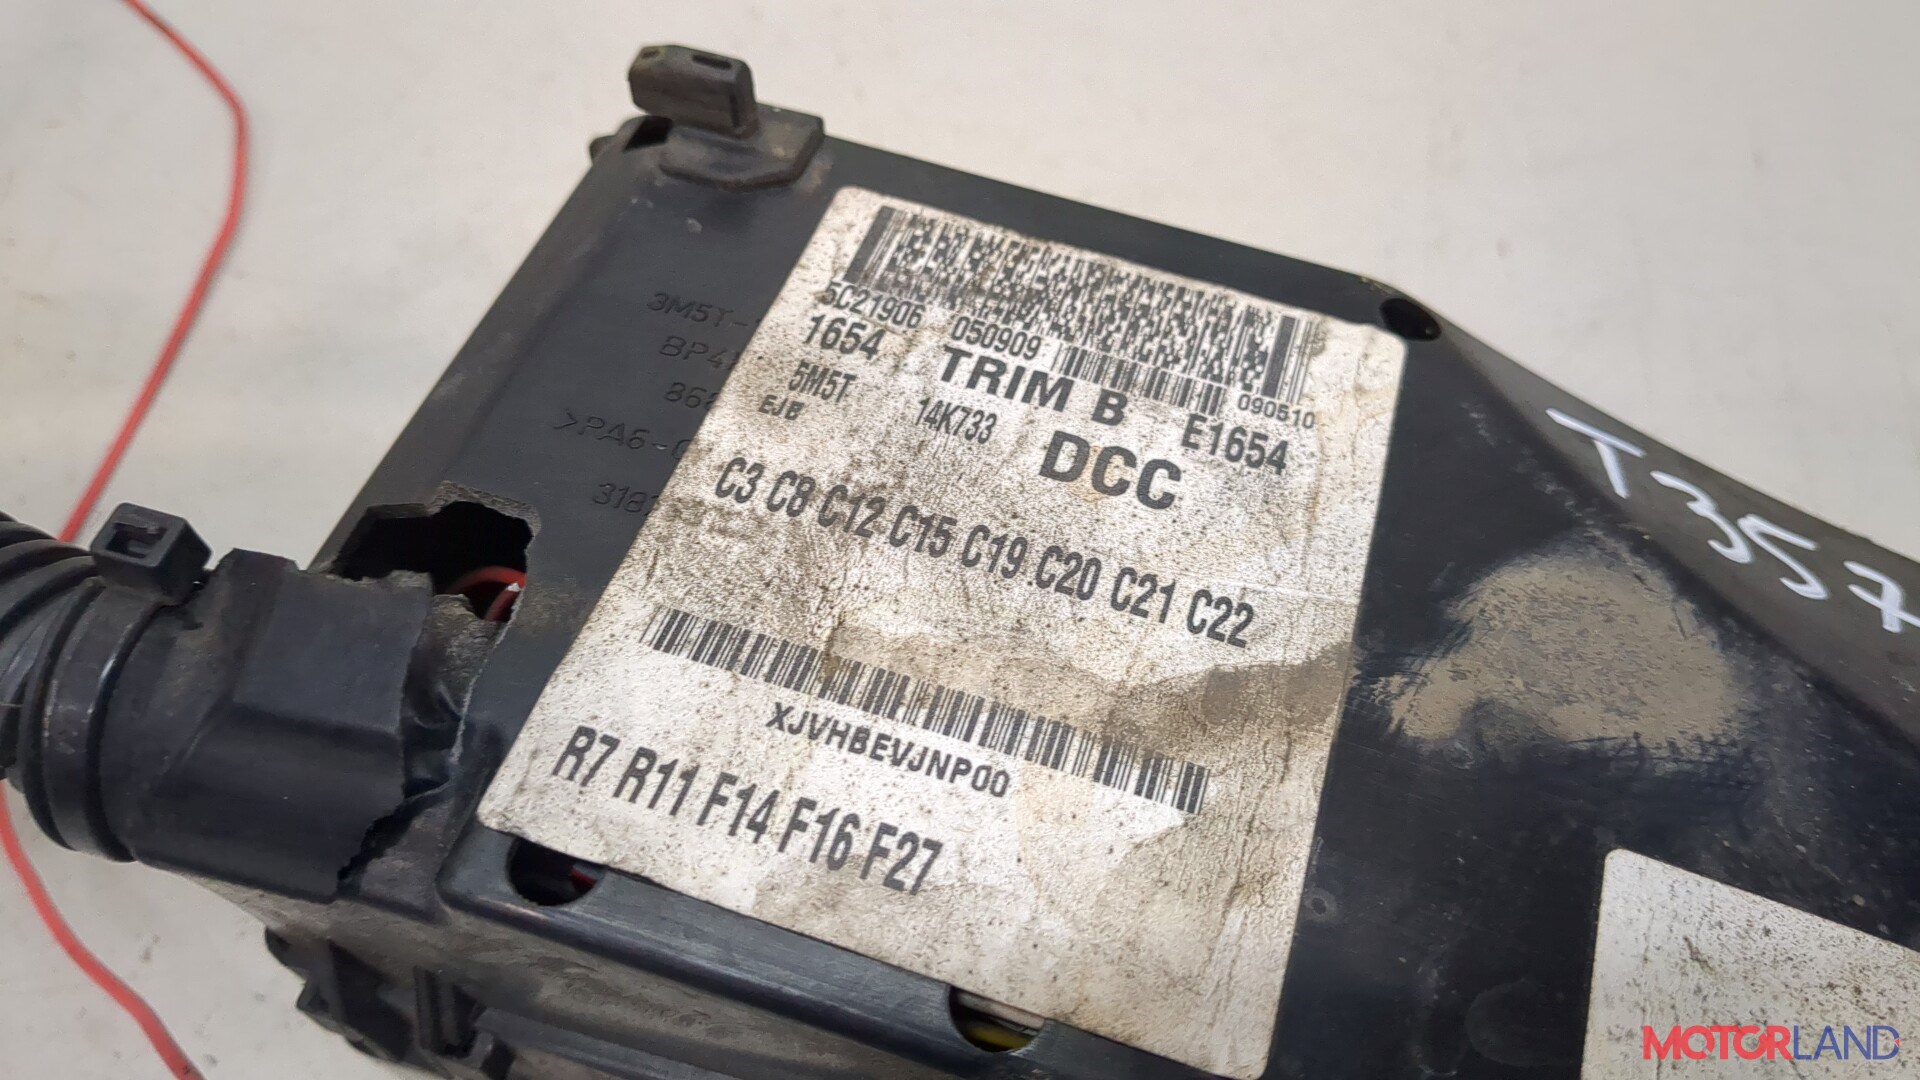 5C21906 050909 090510
1654 TRIM B E1654
5M5T 14K733 DCC
EJB
C3 C8 C12 C15 C19 C20 C21 C22
XJVHBEVJNP00
R7 R11 F14 F16 F27
3M5T-
>PA6-
T357
MOTORLAND